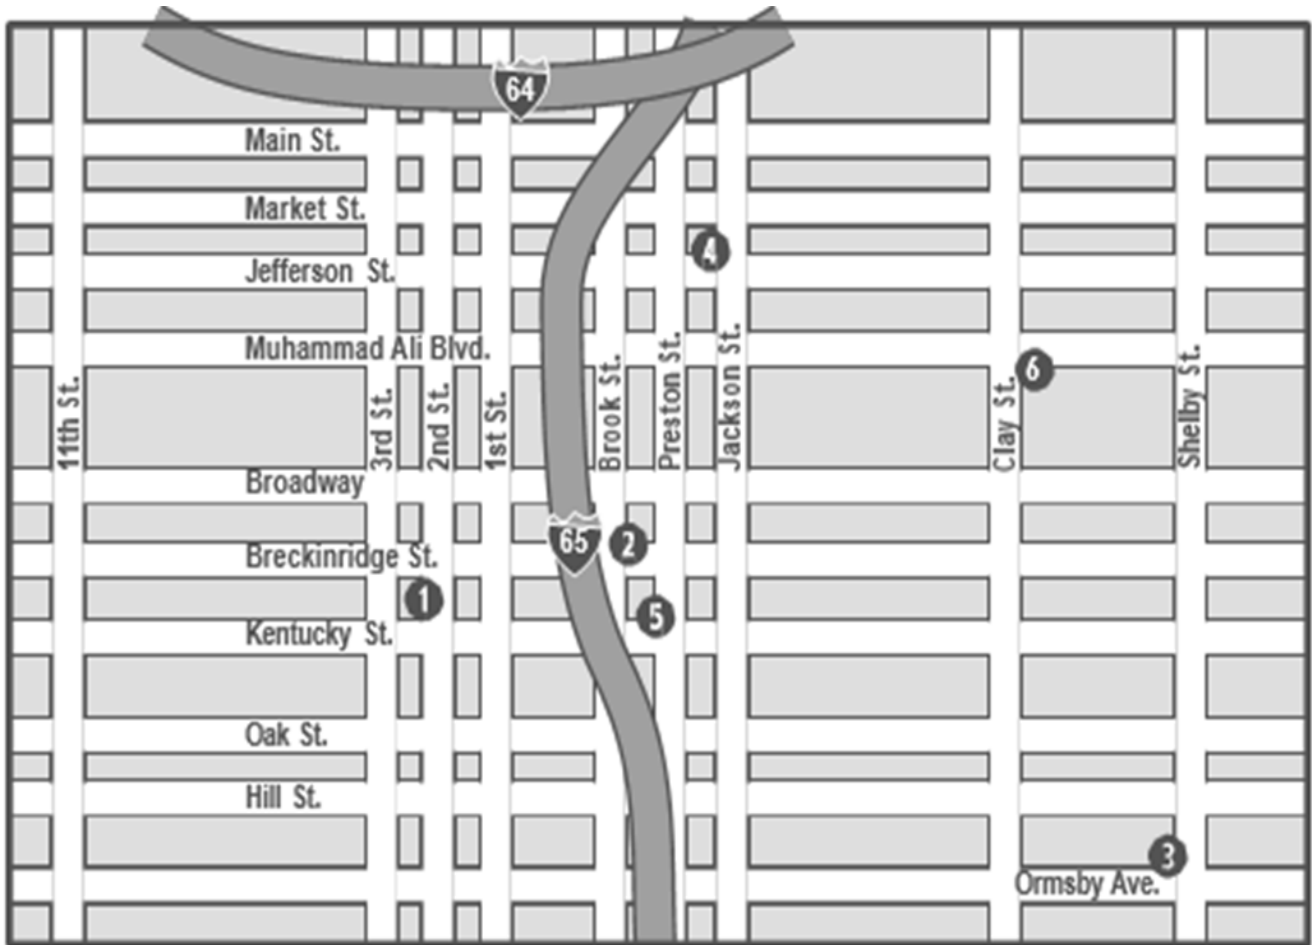 64
Main St.
Market St.
4
Jefferson St.
Muhammad Ali Blvd.
6
11th St.
3rd St.
2nd St.
1st St.
Brook St.
Preston St.
Jackson St.
Clay St.
Shelby St.
Broadway
65
2
Breckinridge St.
1
5
Kentucky St.
Oak St.
Hill St.
3
Ormsby Ave.